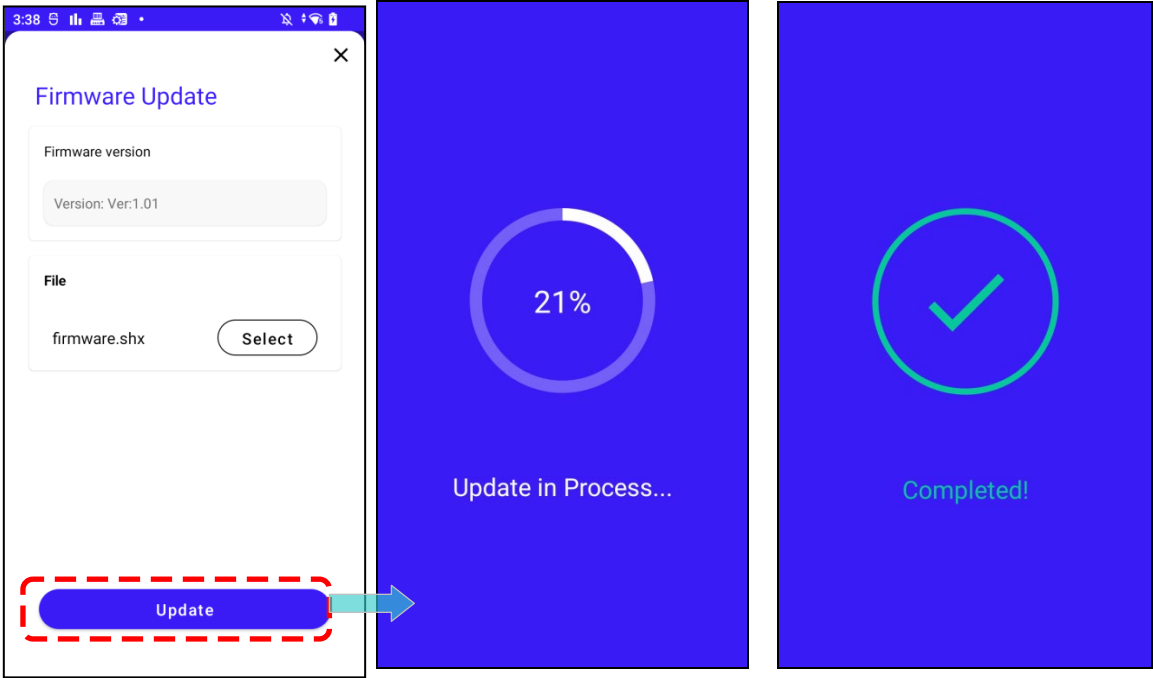 3:38
Firmware Update
Firmware version
Version: Ver:1.01
File
firmware.shx
Select
Update
21%
Update in Process...
Completed!